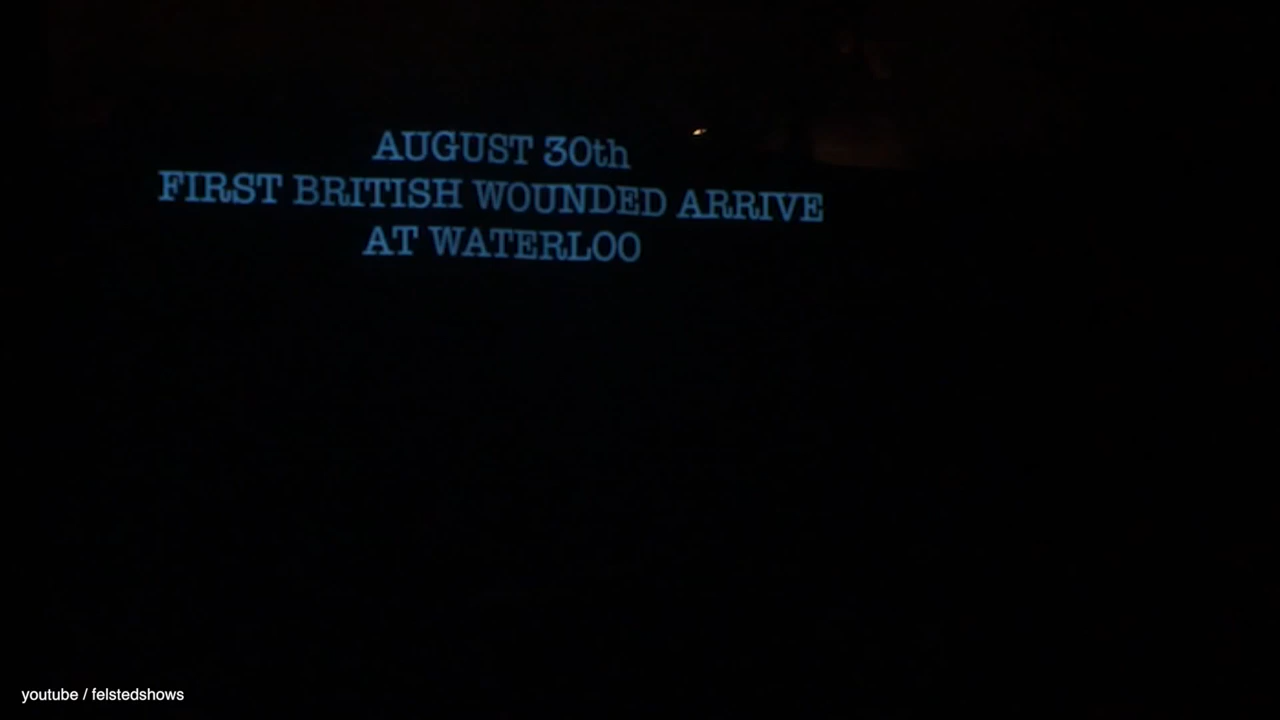 AUGUST 30th
FIRST BRITISH WOUNDED ARRIVE
AT WATERLOO
youtube / felstedshows